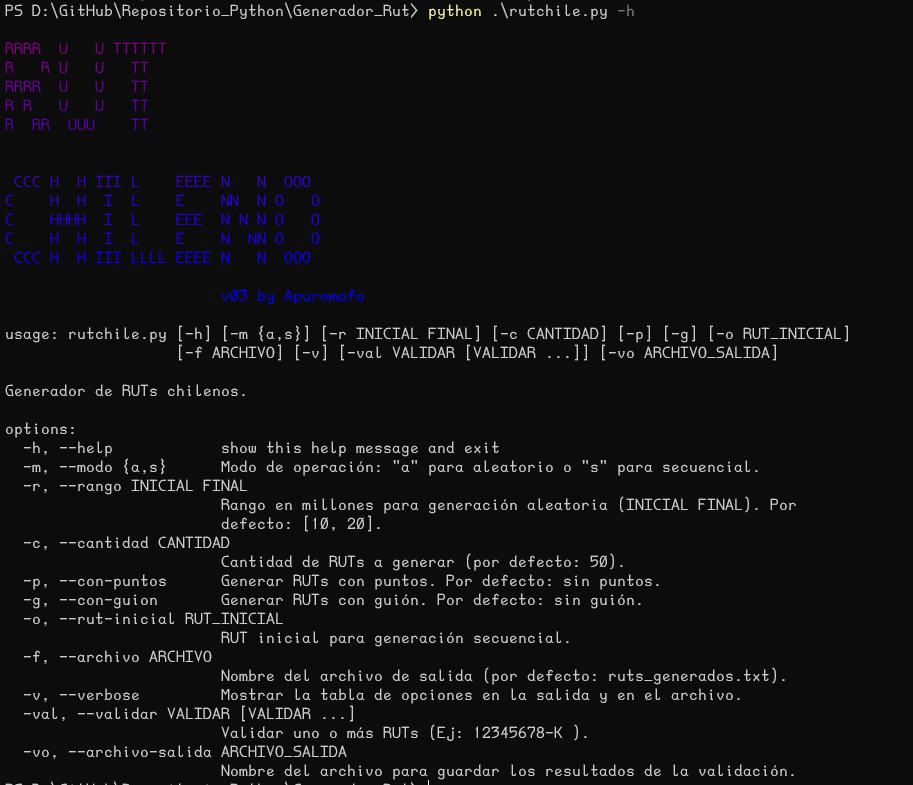 PS D:\GitHub\Repositorio_Python\Generador_Rut> python .\rutchile.py -h
RRRR  U   U TTTTTT
R   R U   U   TT
RRRR  U   U   TT
R R   U   U   TT
R  RR  UUU    TT
 CCC H  H III L    EEEE N   N  OOO
C    H  H  I  L    E    NN  N O   O
C    HHHH  I  L    EEE  N N N O   O
C    H  H  I  L    E    N  NN O   O
 CCC H  H III LLLL EEEE N   N  OOO
v03 by Apuromafo
usage: rutchile.py [-h] [-m {a,s}] [-r INICIAL FINAL] [-c CANTIDAD] [-p] [-g] [-o RUT_INICIAL]
[-f ARCHIVO] [-v] [-val VALIDAR [VALIDAR ...]] [-vo ARCHIVO_SALIDA]
Generador de RUTs chilenos.
options:
-h, --help            show this help message and exit
-m, --modo {a,s}      Modo de operación: "a" para aleatorio o "s" para secuencial.
-r, --rango INICIAL FINAL
Rango en millones para generación aleatoria (INICIAL FINAL). Por
defecto: [10, 20].
-c, --cantidad CANTIDAD
Cantidad de RUTs a generar (por defecto: 50).
-p, --con-puntos      Generar RUTs con puntos. Por defecto: sin puntos.
-g, --con-guion       Generar RUTs con guión. Por defecto: sin guión.
-o, --rut-inicial RUT_INICIAL
RUT inicial para generación secuencial.
-f, --archivo ARCHIVO
Nombre del archivo de salida (por defecto: ruts_generados.txt).
-v, --verbose         Mostrar la tabla de opciones en la salida y en el archivo.
-val, --validar VALIDAR [VALIDAR ...]
Validar uno o más RUTs (Ej: 12345678-K ).
-vo, --archivo-salida ARCHIVO_SALIDA
Nombre del archivo para guardar los resultados de la validación.
PS D:\GitHub\Repositorio_Python\Generador_Rut>